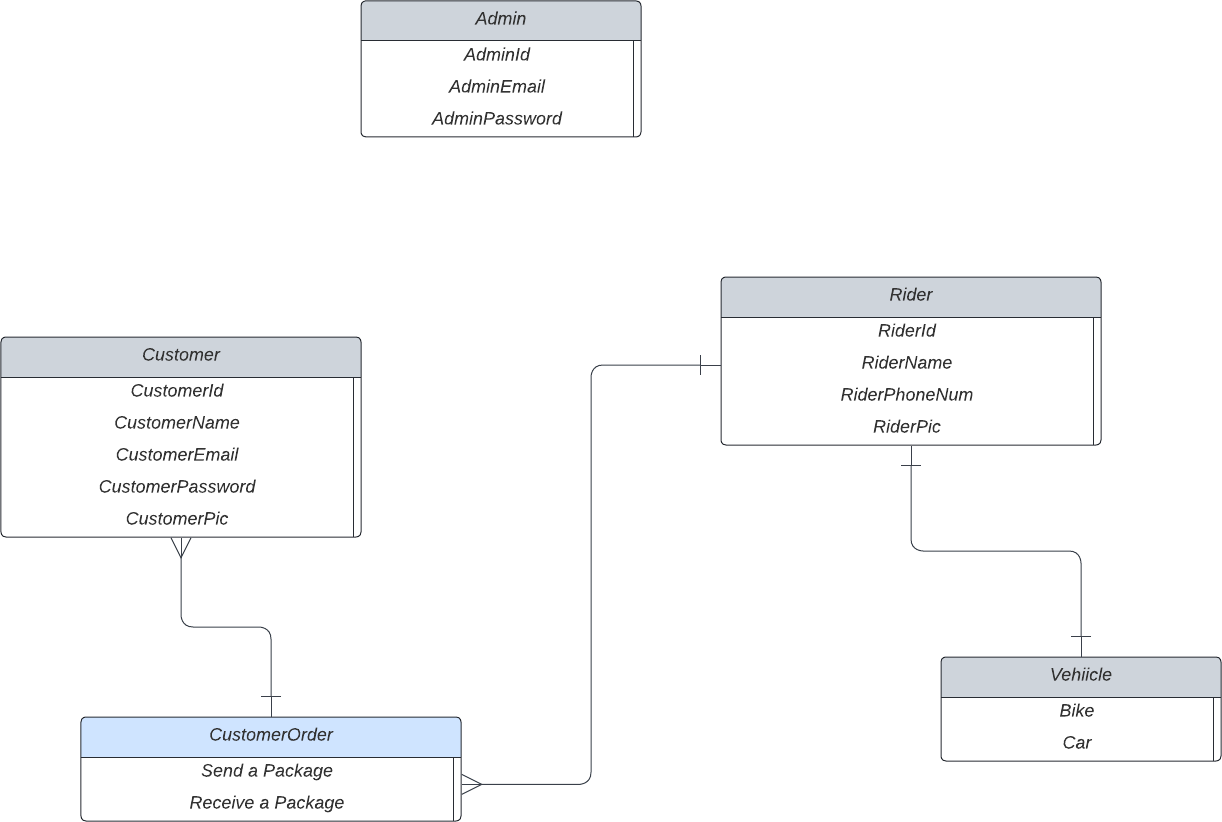 Admin
AdminId
AdminEmail
AdminPassword
Rider
RiderId
RiderName
RiderPhoneNum
RiderPic
Customer
CustomerId
CustomerName
CustomerEmail
CustomerPassword
CustomerPic
Vehiicle
Bike
Car
CustomerOrder
Send a Package
Receive a Package